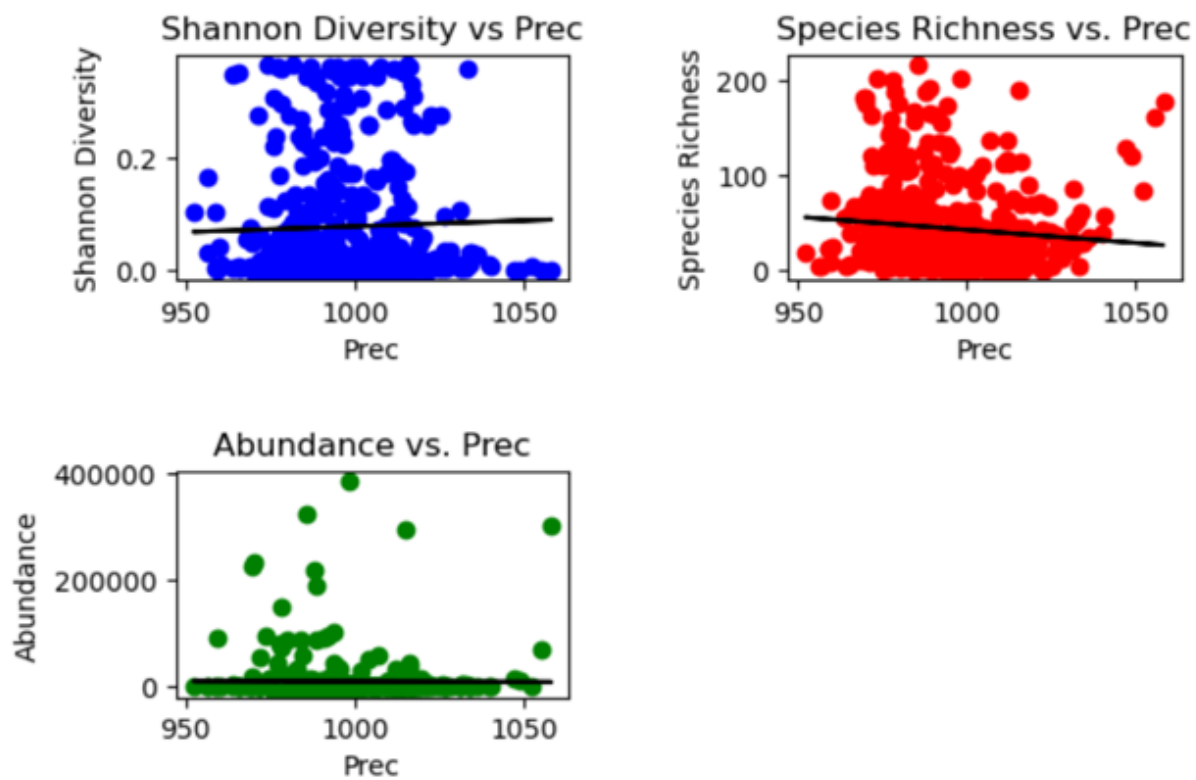 Shannon Diversity vs Prec
Shannon Diversity
0.2
0.0
950 1000 1050
Prec
Species Richness vs. Prec
Sprecies Richness
200
100
0
950 1000 1050
Prec
Abundance vs. Prec
Abundance
400000
200000
0
950 1000 1050
Prec